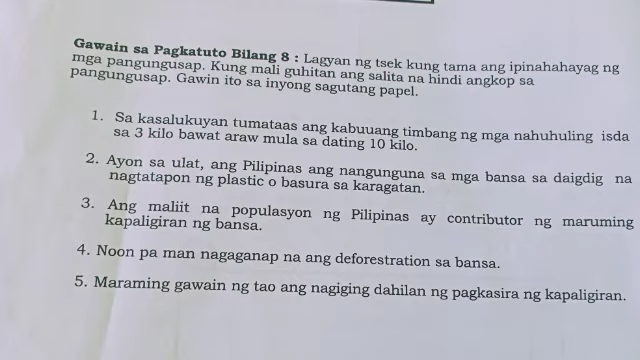 Gawain sa Pagkatuto Bilang 8 : Lagyan ng tsek kung tama ang ipinahahayag ng
mga pangungusap. Kung mali guhitan ang salita na hindi angkop sa
pangungusap. Gawin ito sa inyong sagutang papel.
1. Sa kasalukuyan tumataas ang kabuuang timbang ng mga nahuhuling isda
sa 3 kilo bawat araw mula sa dating 10 kilo.
2. Ayon sa ulat, ang Pilipinas ang nangunguna sa mga bansa sa daigdig na
nagtatapon ng plastic o basura sa karagatan.
3. Ang maliit na populasyon ng Pilipinas ay contributor ng maruming
kapaligiran ng bansa.
4. Noon pa man nagaganap na ang deforestration sa bansa.
5. Maraming gawain ng tao ang nagiging dahilan ng pagkasira ng kapaligiran.